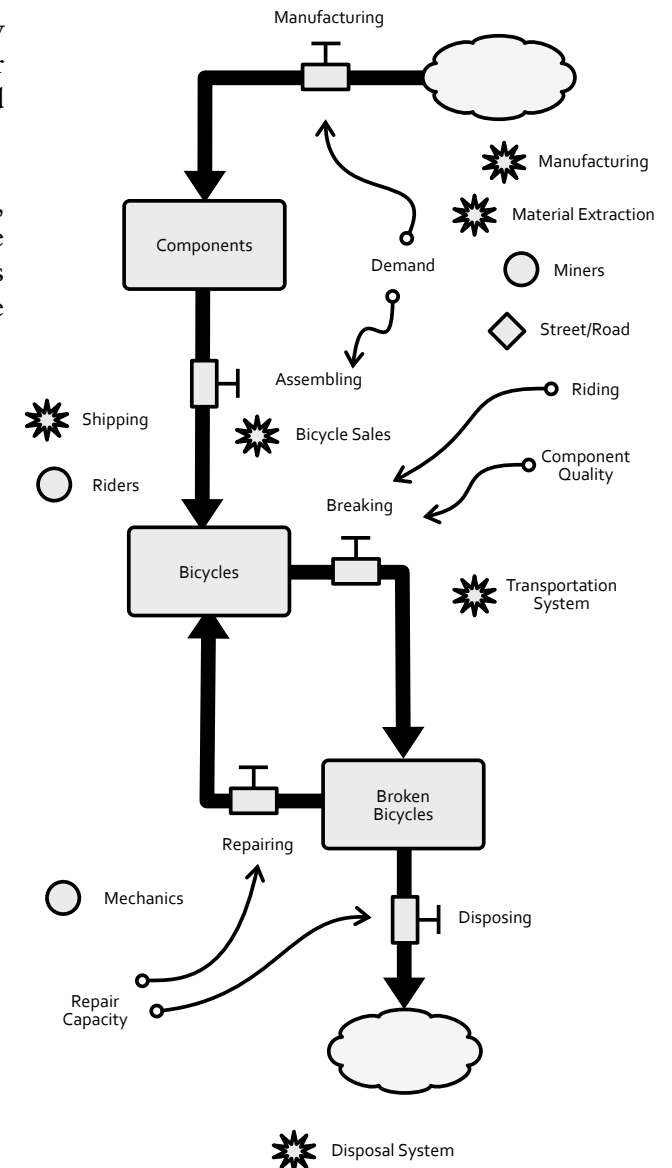 Manufacturing
Manufacturing
Material Extraction
Components
Demand
Miners
Street/Road
Assembling
Riding
Shipping
Bicycle Sales
Component
Quality
Riders
Breaking
Bicycles
Transportation
System
Broken
Bicycles
Repairing
Mechanics
Disposing
Repair
Capacity
Disposal System